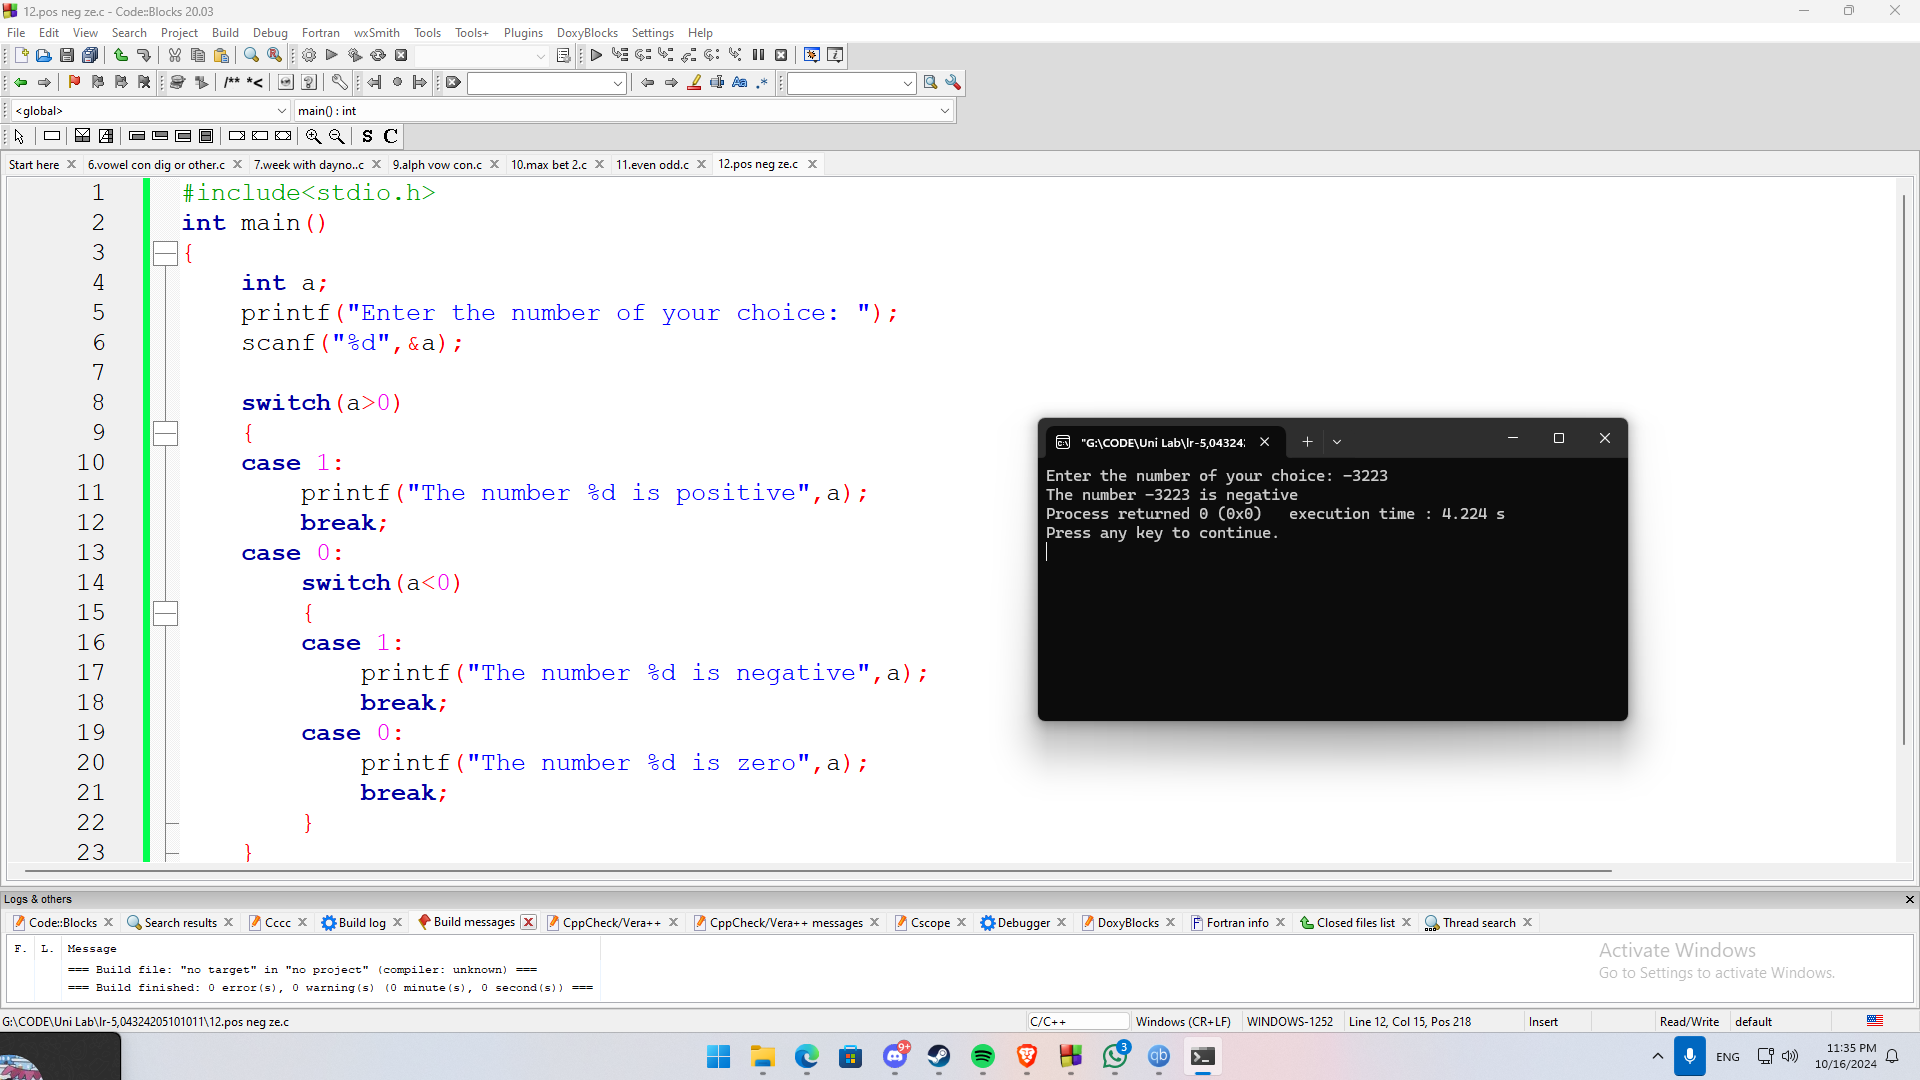 12.pos neg ze.c - Code::Blocks 20.03
File Edit View Search Project Build Debug Fortran wxSmith Tools Tools+ Plugins DoxyBlocks Settings Help
/** *<
Aa .*
<global> main() : int
S C
Start here 6.vowel con dig or other.c 7.week with dayno..c 9.alph vow con.c 10.max bet 2.c 11.even odd.c 12.pos neg ze.c
1 #include<stdio.h>
2 int main()
3 {
4 int a;
5 printf("Enter the number of your choice: ");
6 scanf("%d",&a);
7
8 switch(a>0)
9 {
10 case 1:
11 printf("The number %d is positive",a);
12 break;
13 case 0:
14 switch(a<0)
15 {
16 case 1:
17 printf("The number %d is negative",a);
18 break;
19 case 0:
20 printf("The number %d is zero",a);
21 break;
22 }
23 }
"G:\CODE\Uni Lab\lr-5,04324:
Enter the number of your choice: -3223
The number -3223 is negative
Process returned 0 (0x0) execution time : 4.224 s
Press any key to continue.
Logs & others
Code::Blocks Search results Cccc Build log Build messages CppCheck/Vera++ CppCheck/Vera++ messages Cscope Debugger DoxyBlocks Fortran info Closed files list Thread search
F. L. Message
=== Build file: "no target" in "no project" (compiler: unknown) ===
=== Build finished: 0 error(s), 0 warning(s) (0 minute(s), 0 second(s)) ===
Activate Windows
Go to Settings to activate Windows.
G:\CODE\Uni Lab\lr-5,04324205101011\12.pos neg ze.c C/C++ Windows (CR+LF) WINDOWS-1252 Line 12, Col 15, Pos 218 Insert Read/Write default
9+ 3 qb ENG 11:35 PM
10/16/2024